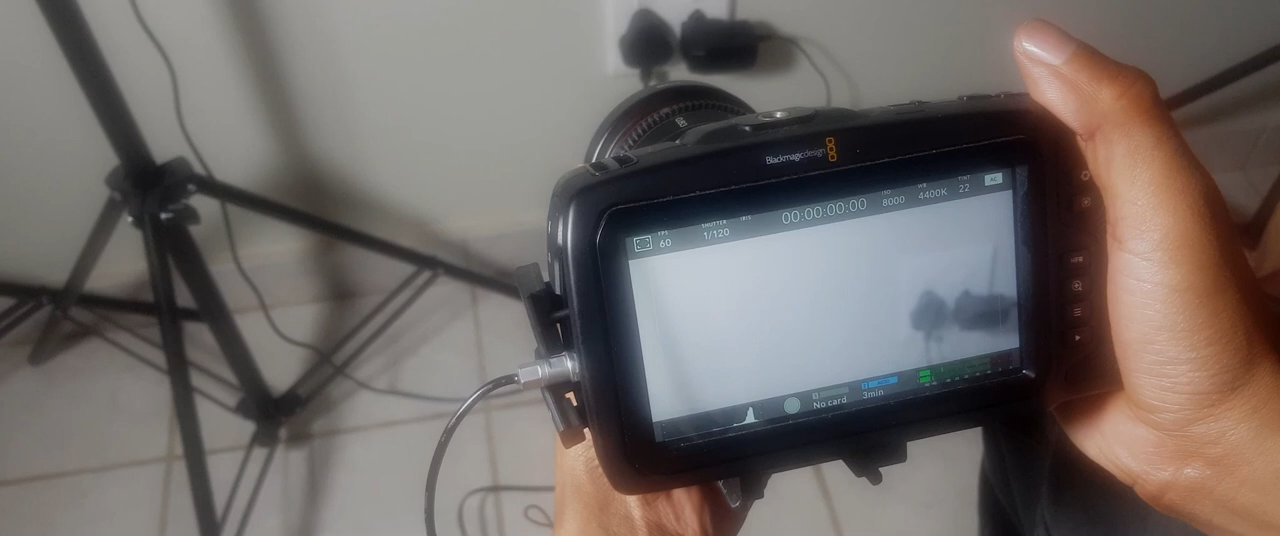 Blackmagicdesign
FPS SHUTTER IRIS 00:00:00:00 ISO WB TINT AC
60 1/120 8000 4400K 22
HFR
No card 3min